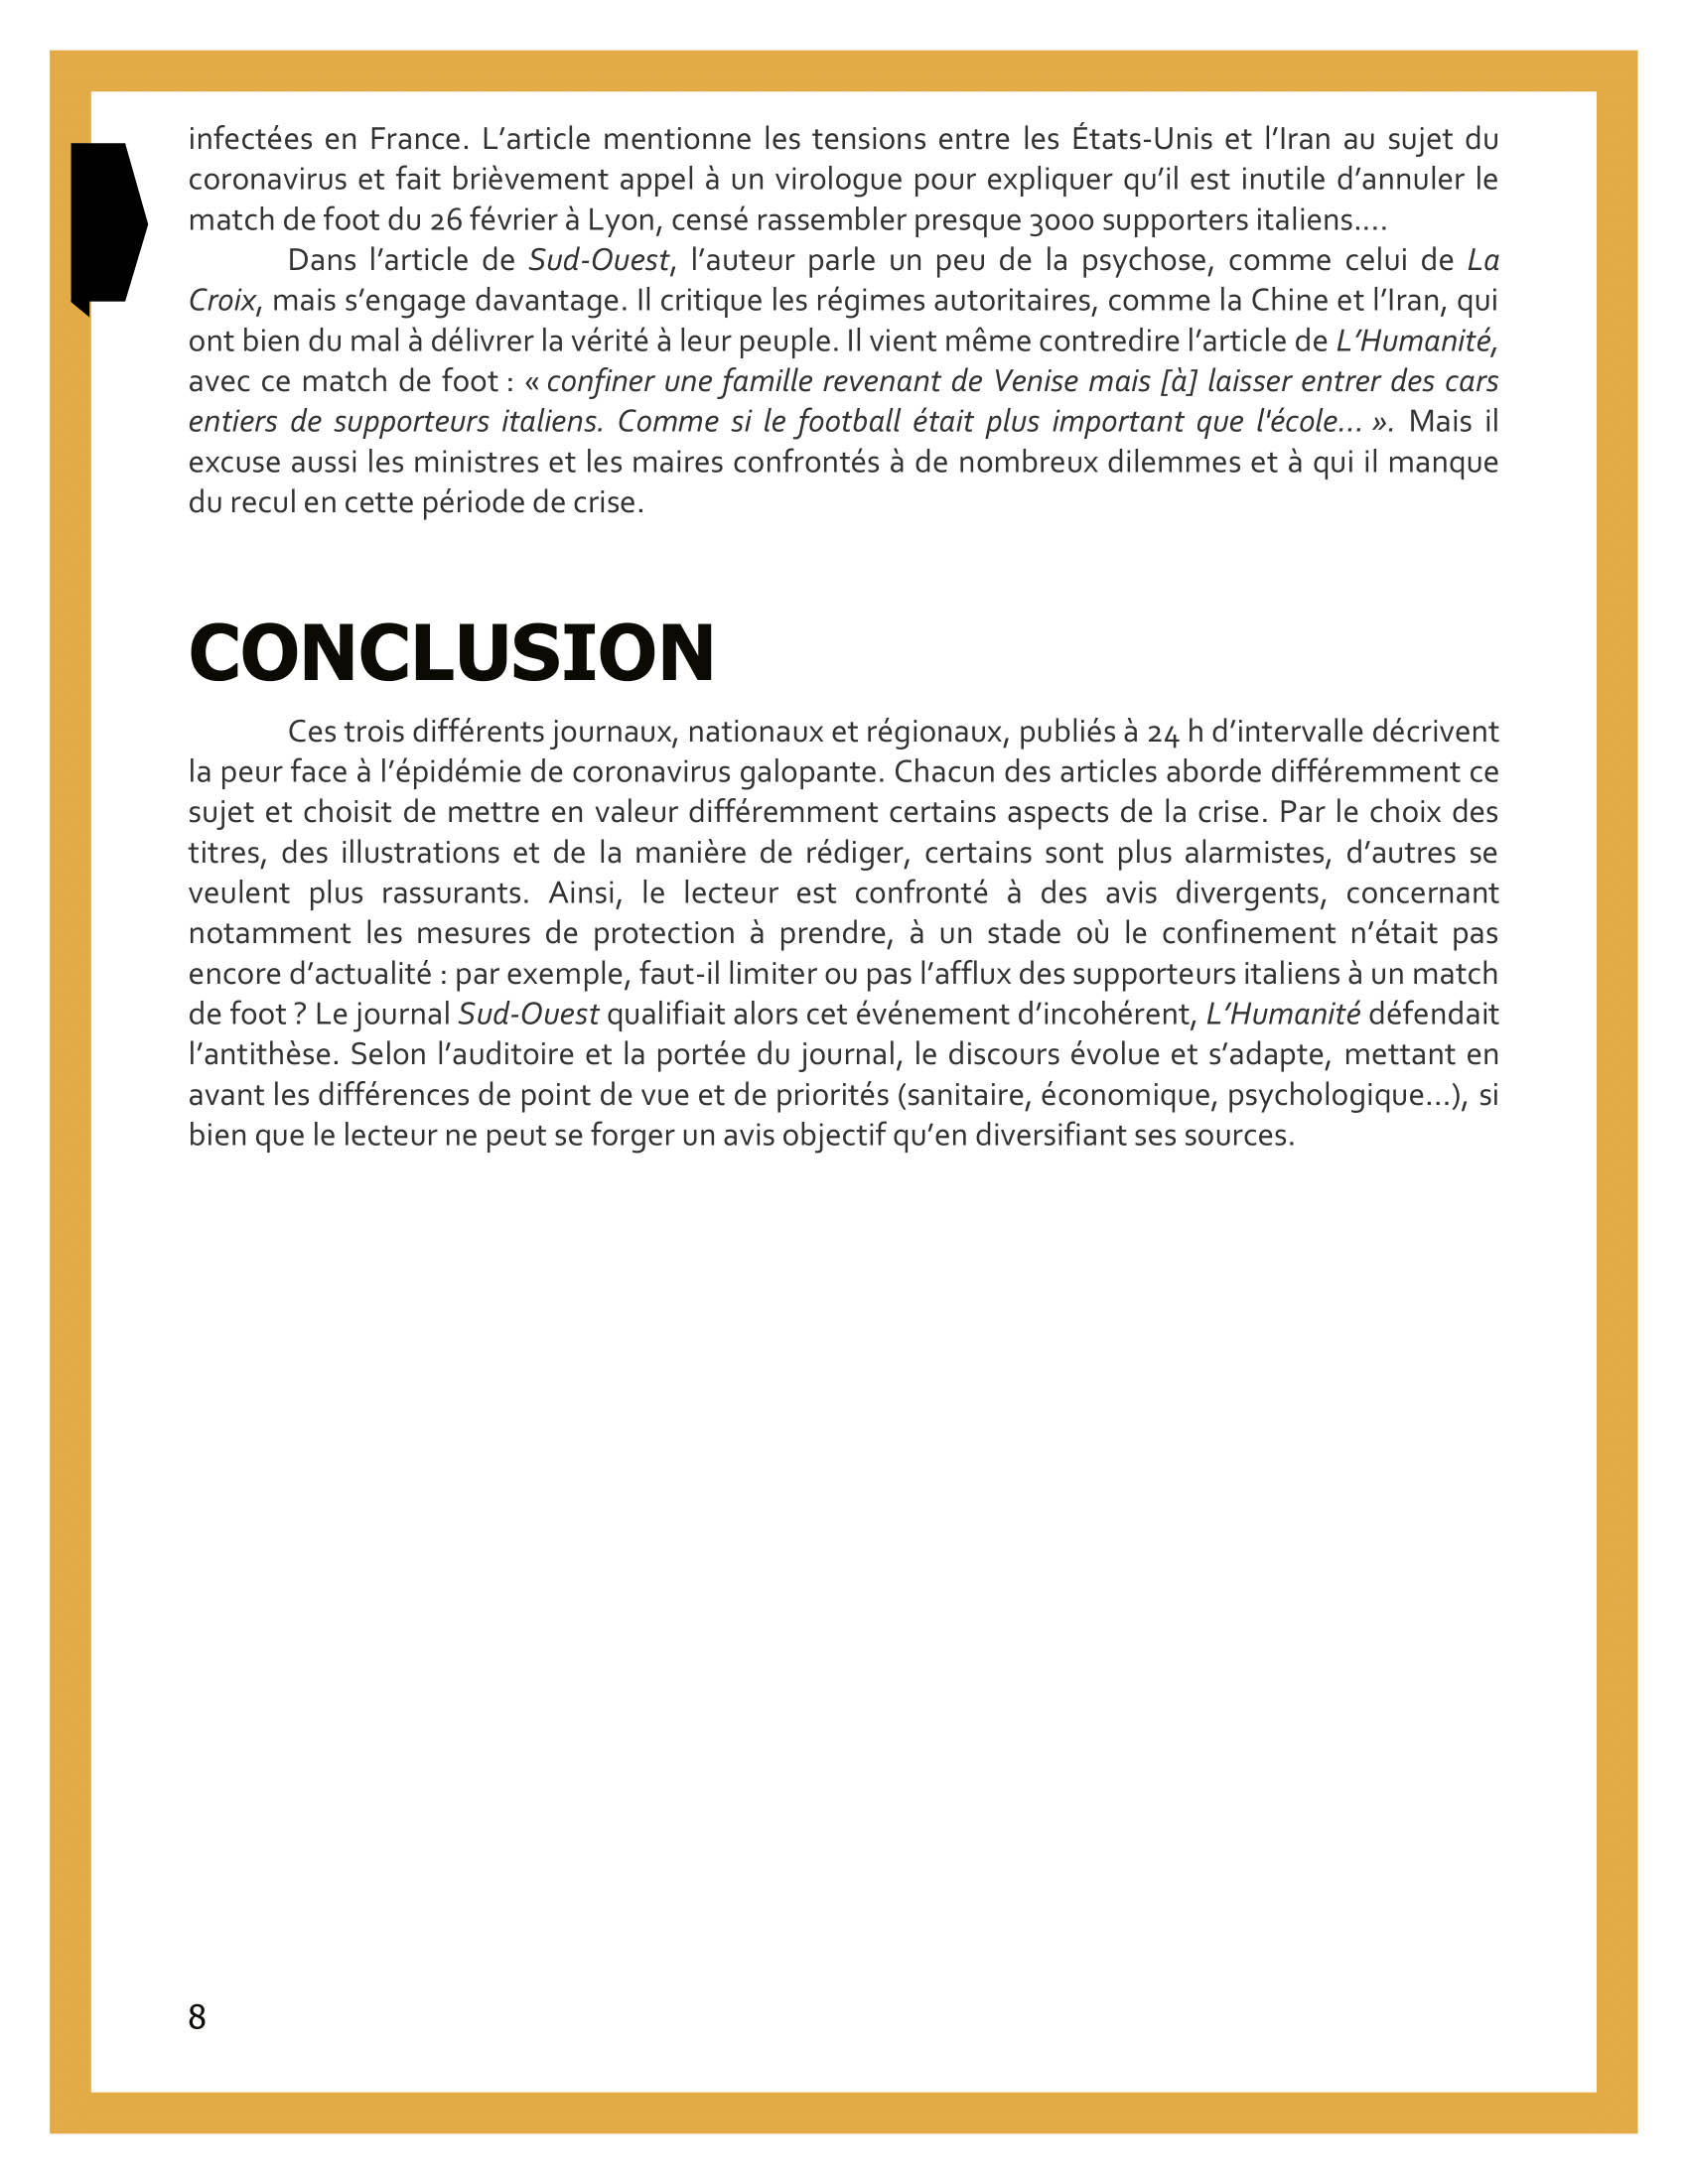 infectées en France. L’article mentionne les tensions entre les États-Unis et l’Iran au sujet du
coronavirus et fait brièvement appel à un virologue pour expliquer qu’il est inutile d’annuler le
match de foot du 26 février à Lyon, censé rassembler presque 3000 supporters italiens….
Dans l’article de Sud-Ouest, l’auteur parle un peu de la psychose, comme celui de La
Croix, mais s’engage davantage. Il critique les régimes autoritaires, comme la Chine et l’Iran, qui
ont bien du mal à délivrer la vérité à leur peuple. Il vient même contredire l’article de L’Humanité,
avec ce match de foot : « confiner une famille revenant de Venise mais [à] laisser entrer des cars
entiers de supporteurs italiens. Comme si le football était plus important que l'école… ». Mais il
excuse aussi les ministres et les maires confrontés à de nombreux dilemmes et à qui il manque
du recul en cette période de crise.
CONCLUSION
Ces trois différents journaux, nationaux et régionaux, publiés à 24 h d’intervalle décrivent
la peur face à l’épidémie de coronavirus galopante. Chacun des articles aborde différemment ce
sujet et choisit de mettre en valeur différemment certains aspects de la crise. Par le choix des
titres, des illustrations et de la manière de rédiger, certains sont plus alarmistes, d’autres se
veulent plus rassurants. Ainsi, le lecteur est confronté à des avis divergents, concernant
notamment les mesures de protection à prendre, à un stade où le confinement n’était pas
encore d’actualité : par exemple, faut-il limiter ou pas l’afflux des supporteurs italiens à un match
de foot ? Le journal Sud-Ouest qualifiait alors cet événement d’incohérent, L’Humanité défendait
l’antithèse. Selon l’auditoire et la portée du journal, le discours évolue et s’adapte, mettant en
avant les différences de point de vue et de priorités (sanitaire, économique, psychologique…), si
bien que le lecteur ne peut se forger un avis objectif qu’en diversifiant ses sources.
8